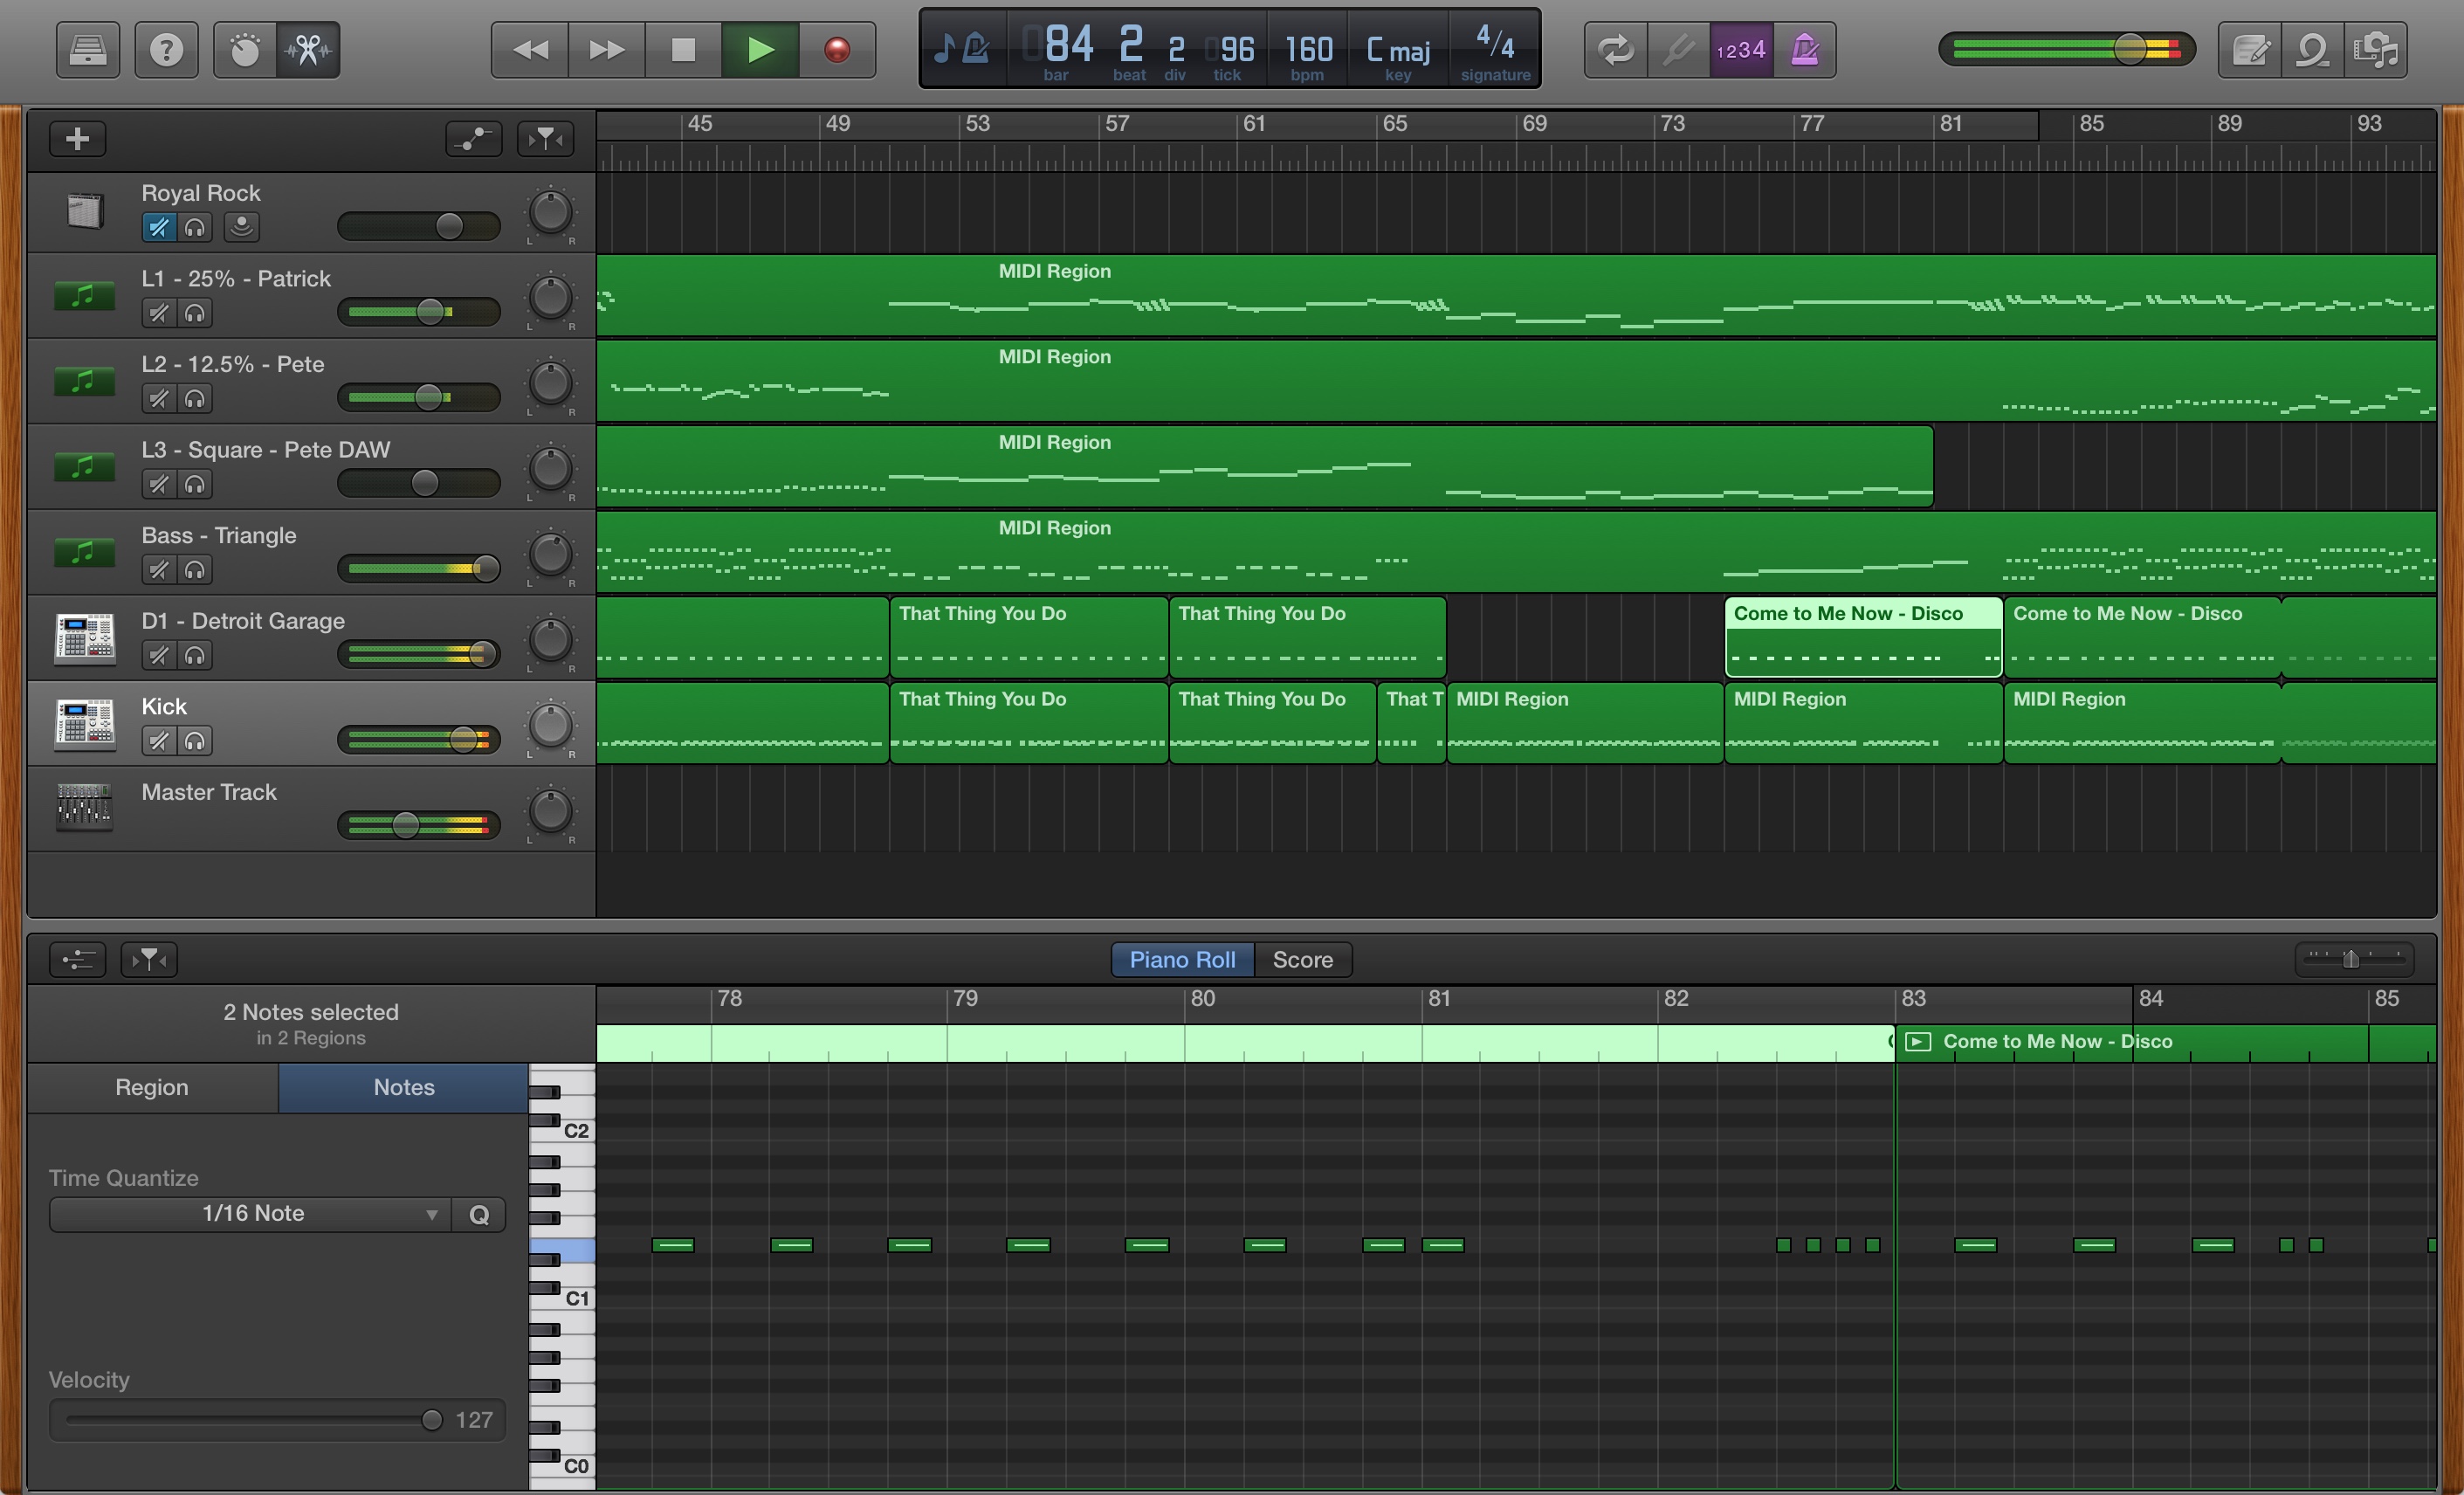 084 2 2 096 160 C maj 4/4
bar beat div tick bpm key signature
1234
45 49 53 57 61 65 69 73 77 81 85 89 93
Royal Rock
L R
L1 - 25% - Patrick
MIDI Region
L R
L2 - 12.5% - Pete
MIDI Region
L R
L3 - Square - Pete DAW
MIDI Region
L R
Bass - Triangle
MIDI Region
L R
D1 - Detroit Garage
That Thing You Do That Thing You Do Come to Me Now - Disco Come to Me Now - Disco
L R
Kick
That Thing You Do That Thing You Do That T MIDI Region MIDI Region MIDI Region
L R
Master Track
L R
Piano Roll Score
78 79 80 81 82 83 84 85
2 Notes selected
in 2 Regions
Come to Me Now - Disco
Region Notes
C2
Time Quantize
1/16 Note Q
C1
Velocity
127
C0